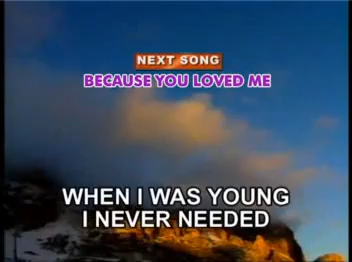 NEXT SONG
BECAUSE YOU LOVED ME
WHEN I WAS YOUNG
I NEVER NEEDED